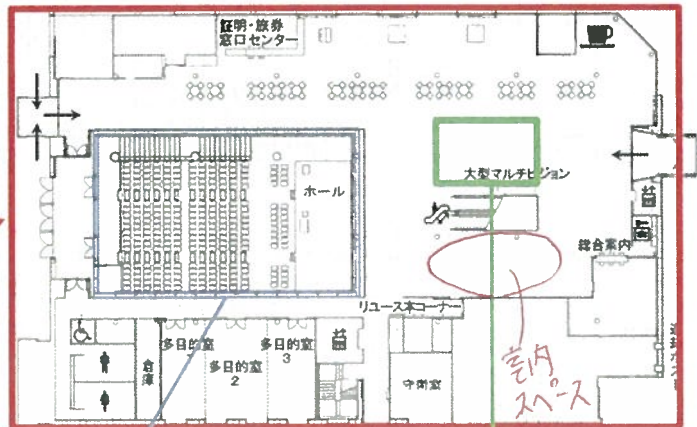 証明・旅券
窓口センター
大型マルチビジョン
ホール
総合案内
リユース本コーナー
多目的室
1
多目的室
2
多目的室
3
倉庫
守衛室
室内
スペース